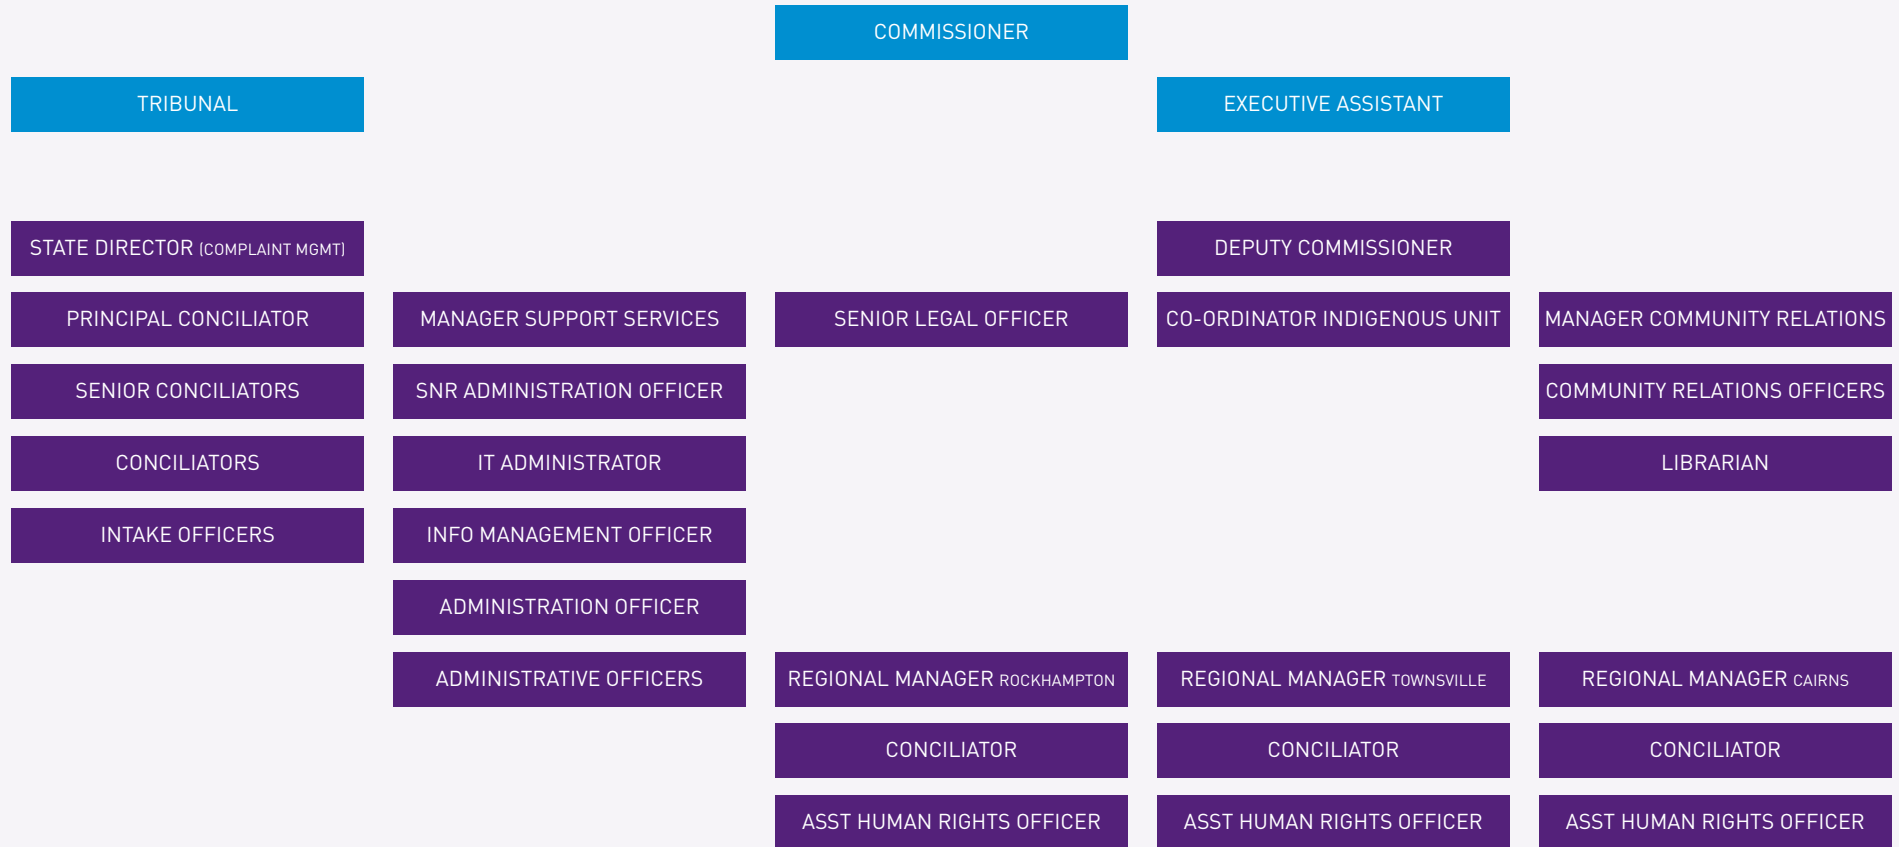 COMMISSIONER
TRIBUNAL
EXECUTIVE ASSISTANT
STATE DIRECTOR (COMPLAINT MGMT)
DEPUTY COMMISSIONER
PRINCIPAL CONCILIATOR
MANAGER SUPPORT SERVICES
SENIOR LEGAL OFFICER
CO-ORDINATOR INDIGENOUS UNIT
MANAGER COMMUNITY RELATIONS
SENIOR CONCILIATORS
SNR ADMINISTRATION OFFICER
COMMUNITY RELATIONS OFFICERS
CONCILIATORS
IT ADMINISTRATOR
LIBRARIAN
INTAKE OFFICERS
INFO MANAGEMENT OFFICER
ADMINISTRATION OFFICER
ADMINISTRATIVE OFFICERS
REGIONAL MANAGER ROCKHAMPTON
REGIONAL MANAGER TOWNSVILLE
REGIONAL MANAGER CAIRNS
CONCILIATOR
CONCILIATOR
CONCILIATOR
ASST HUMAN RIGHTS OFFICER
ASST HUMAN RIGHTS OFFICER
ASST HUMAN RIGHTS OFFICER